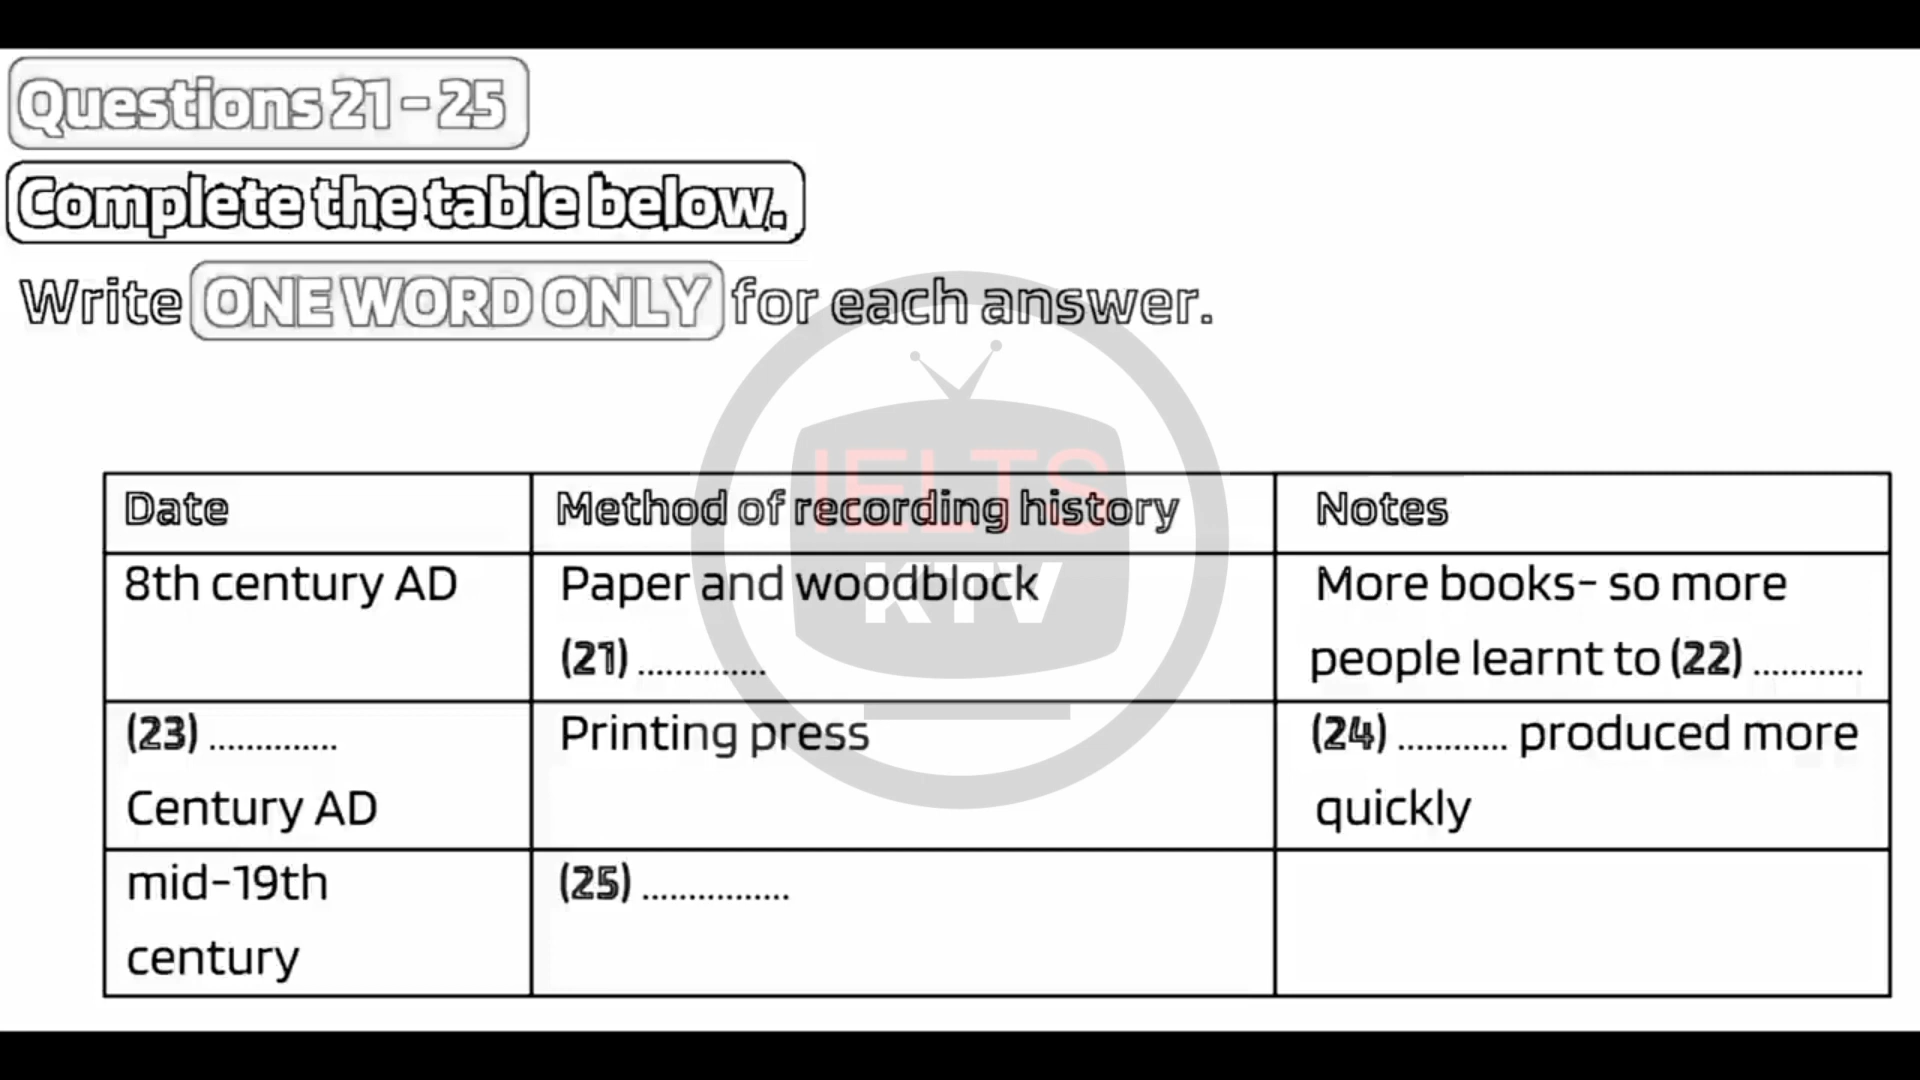 Questions 21 - 25
Complete the table below.
Write ONE WORD ONLY for each answer.
IELTS
KTV
Date Method of recording history Notes
8th century AD Paper and woodblock More books- so more
(21) .............. people learnt to (22) ............
(23) .............. Printing press (24) ............ produced more
Century AD quickly
mid-19th (25) ................
century